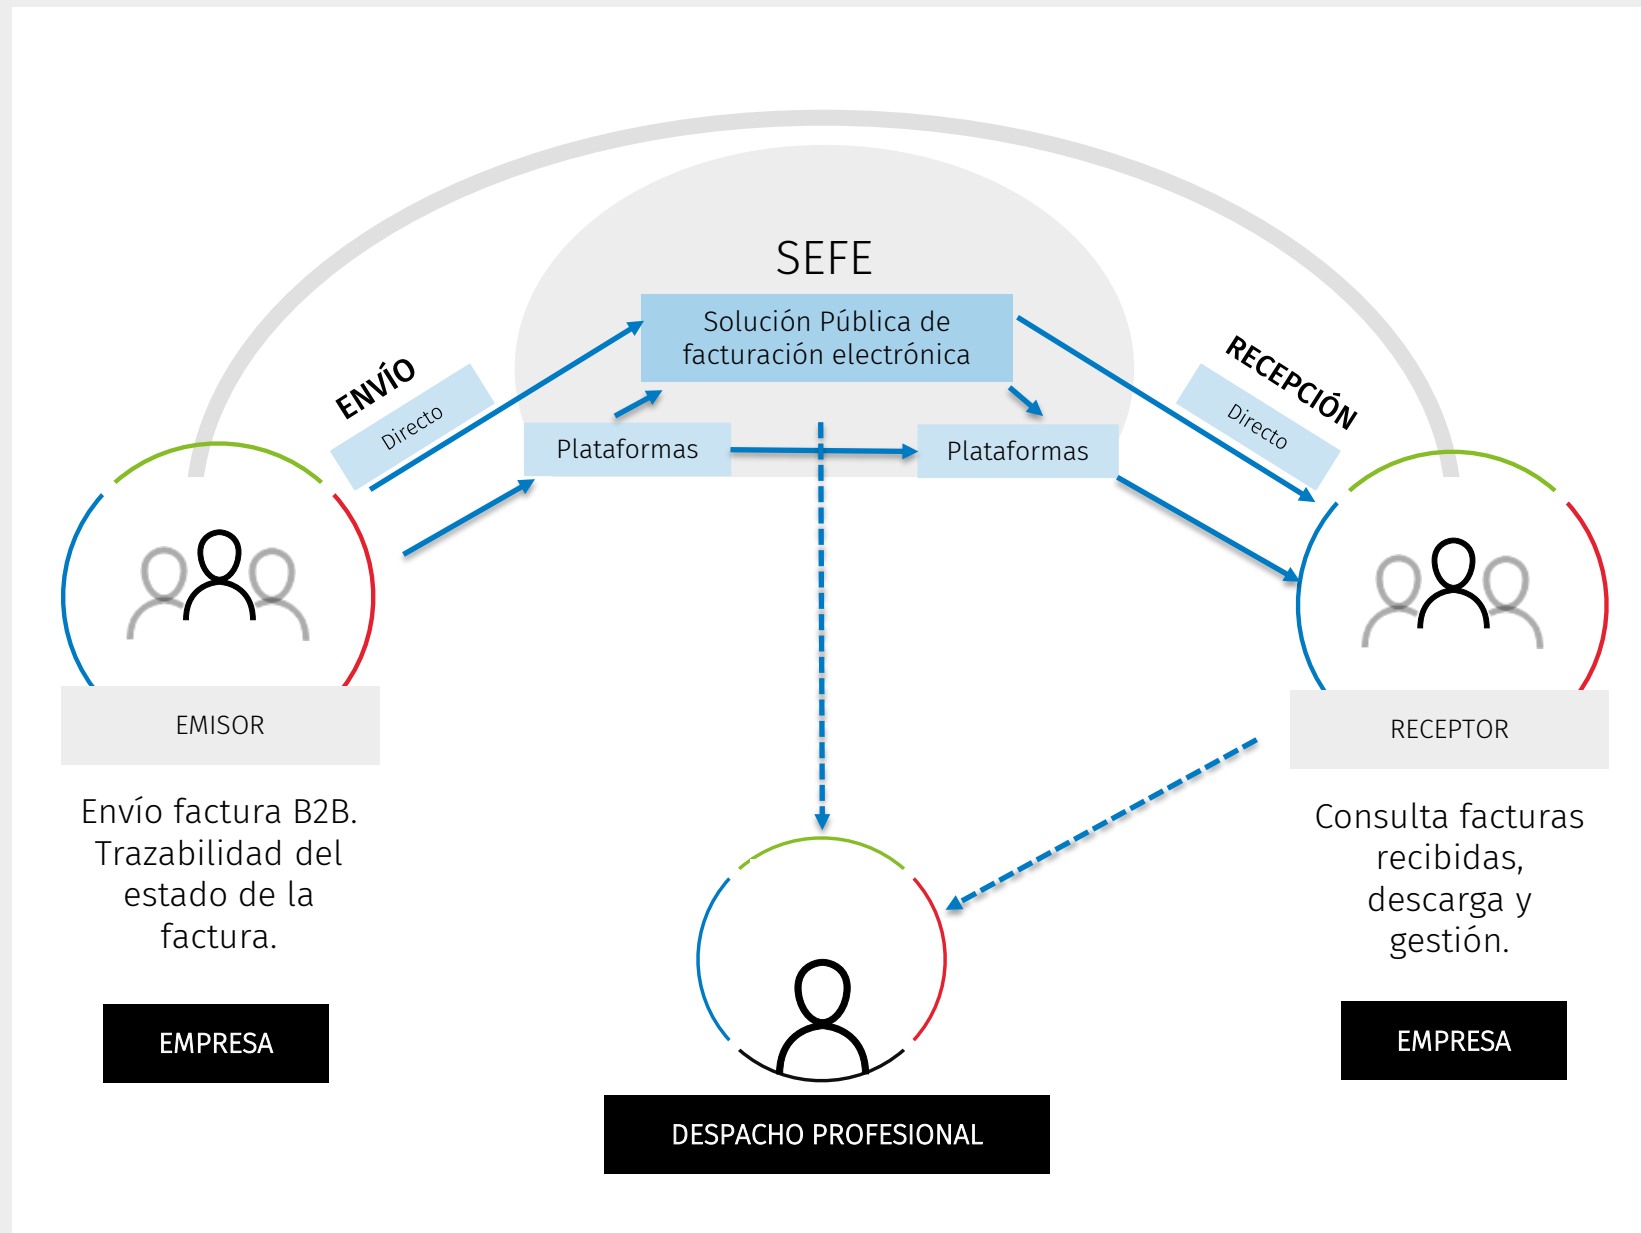 SEFE
Solución Pública de
facturación electrónica
ENVÍO
Directo
RECEPCIÓN
Directo
Plataformas
Plataformas
EMISOR
RECEPTOR
Envío factura B2B.
Trazabilidad del
estado de la
factura.
Consulta facturas
recibidas,
descarga y
gestión.
EMPRESA
EMPRESA
DESPACHO PROFESIONAL